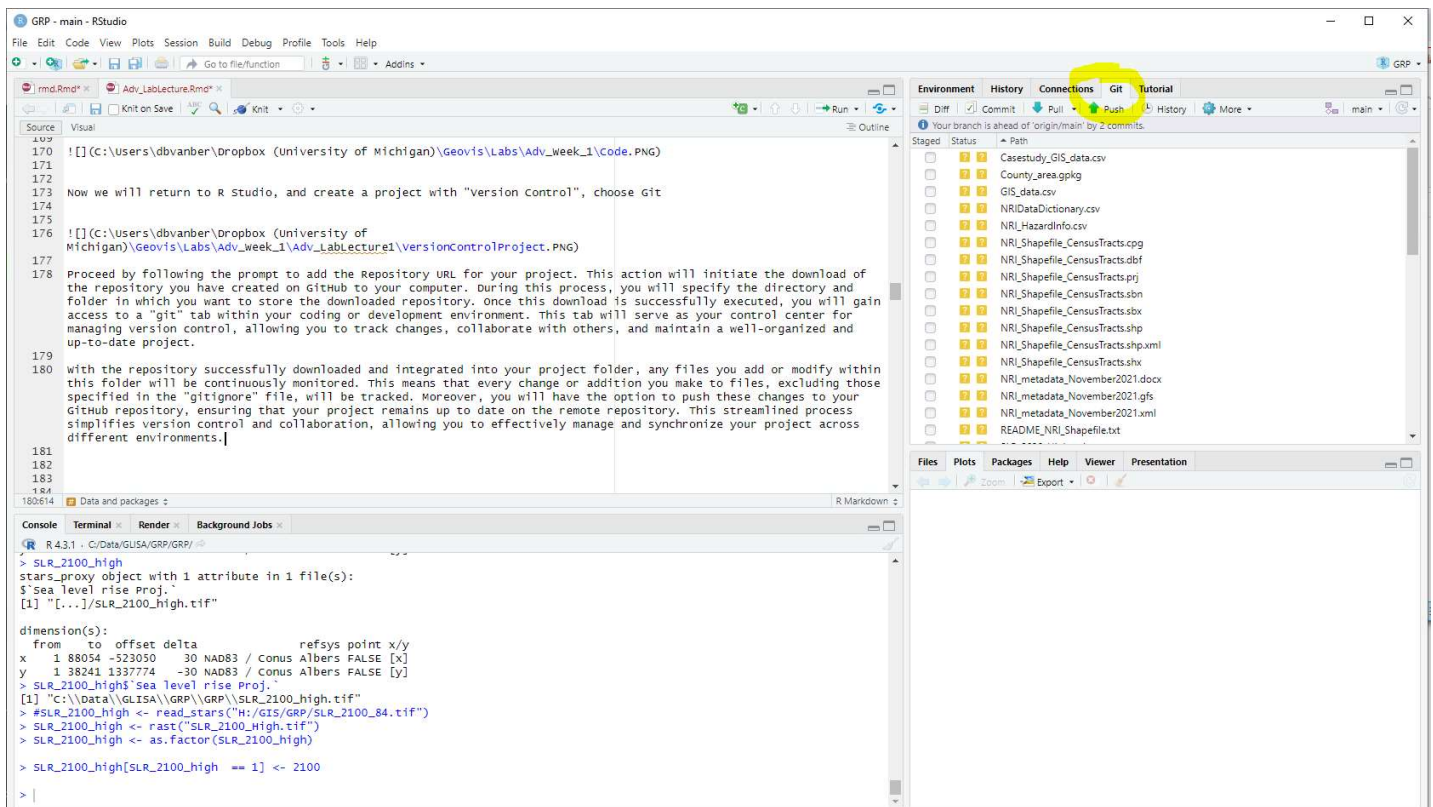 GRP - main - RStudio
File Edit Code View Plots Session Build Debug Profile Tools Help
Go to file/function Addins
GRP
rmd.Rmd* Adv_LabLecture.Rmd*
Knit on Save ABC Knit Run
Source Visual Outline
169
170 ![](C:\Users\dbvanber\Dropbox (University of Michigan)\Geovis\Labs\Adv_Week_1\Code.PNG)
171
172
173 Now we will return to R Studio, and create a project with "Version Control", choose Git
174
175
176 ![](C:\Users\dbvanber\Dropbox (University of
Michigan)\Geovis\Labs\Adv_Week_1\Adv_LabLecture1\VersionControlProject.PNG)
177
178 Proceed by following the prompt to add the Repository URL for your project. This action will initiate the download of
the repository you have created on GitHub to your computer. During this process, you will specify the directory and
folder in which you want to store the downloaded repository. Once this download is successfully executed, you will gain
access to a "git" tab within your coding or development environment. This tab will serve as your control center for
managing version control, allowing you to track changes, collaborate with others, and maintain a well-organized and
up-to-date project.
179
180 With the repository successfully downloaded and integrated into your project folder, any files you add or modify within
this folder will be continuously monitored. This means that every change or addition you make to files, excluding those
specified in the "gitignore" file, will be tracked. Moreover, you will have the option to push these changes to your
GitHub repository, ensuring that your project remains up to date on the remote repository. This streamlined process
simplifies version control and collaboration, allowing you to effectively manage and synchronize your project across
different environments.
181
182
183
184
180:614 Data and packages R Markdown
Console Terminal Render Background Jobs
R 4.3.1 · C:/Data/GLISA/GRP/GRP/
> SLR_2100_high
stars_proxy object with 1 attribute in 1 file(s):
$`Sea level rise Proj.`
[1] "[...]/SLR_2100_high.tif"
dimension(s):
from to offset delta refsys point x/y
x 1 88054 -523050 30 NAD83 / Conus Albers FALSE [x]
y 1 38241 1337774 -30 NAD83 / Conus Albers FALSE [y]
> SLR_2100_high$`Sea level rise Proj.`
[1] "C:\\Data\\GLISA\\GRP\\GRP\\SLR_2100_high.tif"
> #SLR_2100_high <- read_stars("H:/GIS/GRP/SLR_2100_84.tif")
> SLR_2100_high <- rast("SLR_2100_High.tif")
> SLR_2100_high <- as.factor(SLR_2100_high)
> SLR_2100_high[SLR_2100_high == 1] <- 2100
>
Environment History Connections Git Tutorial
Diff Commit Pull Push History More main
Your branch is ahead of 'origin/main' by 2 commits.
Staged Status Path
? ? Casestudy_GIS_data.csv
? ? County_area.gpkg
? ? GIS_data.csv
? ? NRIDataDictionary.csv
? ? NRI_HazardInfo.csv
? ? NRI_Shapefile_CensusTracts.cpg
? ? NRI_Shapefile_CensusTracts.dbf
? ? NRI_Shapefile_CensusTracts.prj
? ? NRI_Shapefile_CensusTracts.sbn
? ? NRI_Shapefile_CensusTracts.sbx
? ? NRI_Shapefile_CensusTracts.shp
? ? NRI_Shapefile_CensusTracts.shp.xml
? ? NRI_Shapefile_CensusTracts.shx
? ? NRI_metadata_November2021.docx
? ? NRI_metadata_November2021.gfs
? ? NRI_metadata_November2021.xml
? ? README_NRI_Shapefile.txt
Files Plots Packages Help Viewer Presentation
Zoom Export